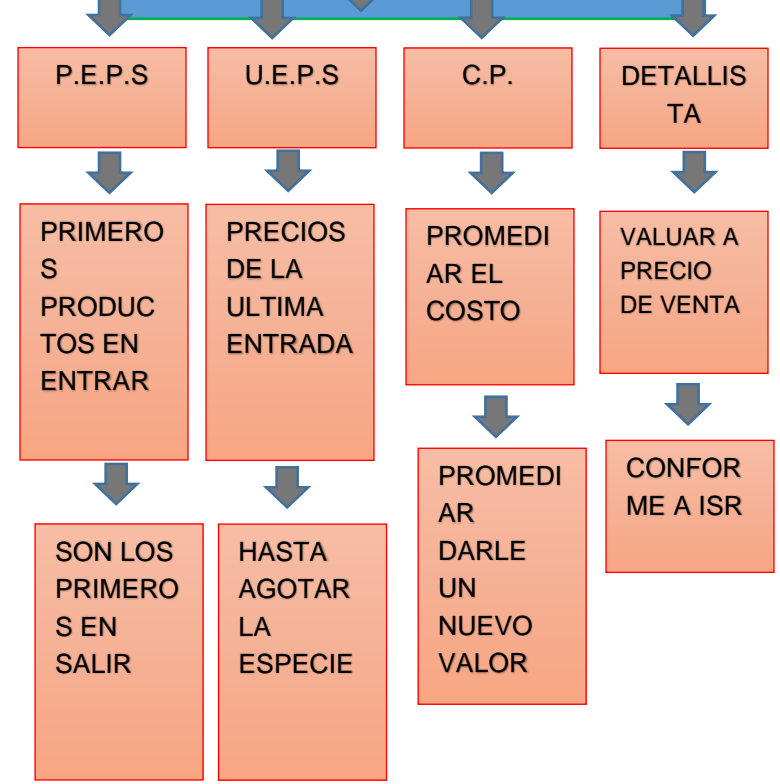 P.E.P.S
U.E.P.S
C.P.
DETALLIS
TA
PRIMERO
S
PRODUC
TOS EN
ENTRAR
PRECIOS
DE LA
ULTIMA
ENTRADA
PROMEDI
AR EL
COSTO
VALUAR A
PRECIO
DE VENTA
SON LOS
PRIMERO
S EN
SALIR
HASTA
AGOTAR
LA
ESPECIE
PROMEDI
AR
DARLE
UN
NUEVO
VALOR
CONFOR
ME A ISR